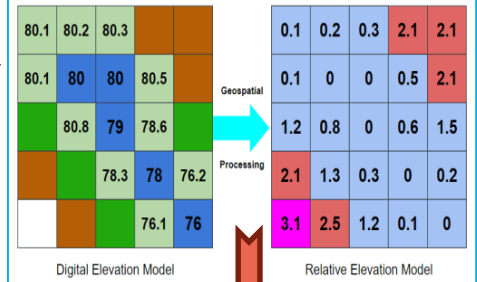 80.1 80.2 80.3
80.1 80 80 80.5
80.8 79 78.6
78.3 78 76.2
76.1 76
Digital Elevation Model
Geospatial
Processing
0.1 0.2 0.3 2.1 2.1
0.1 0 0 0.5 2.1
1.2 0.8 0 0.6 1.5
2.1 1.3 0.3 0 0.2
3.1 2.5 1.2 0.1 0
Relative Elevation Model